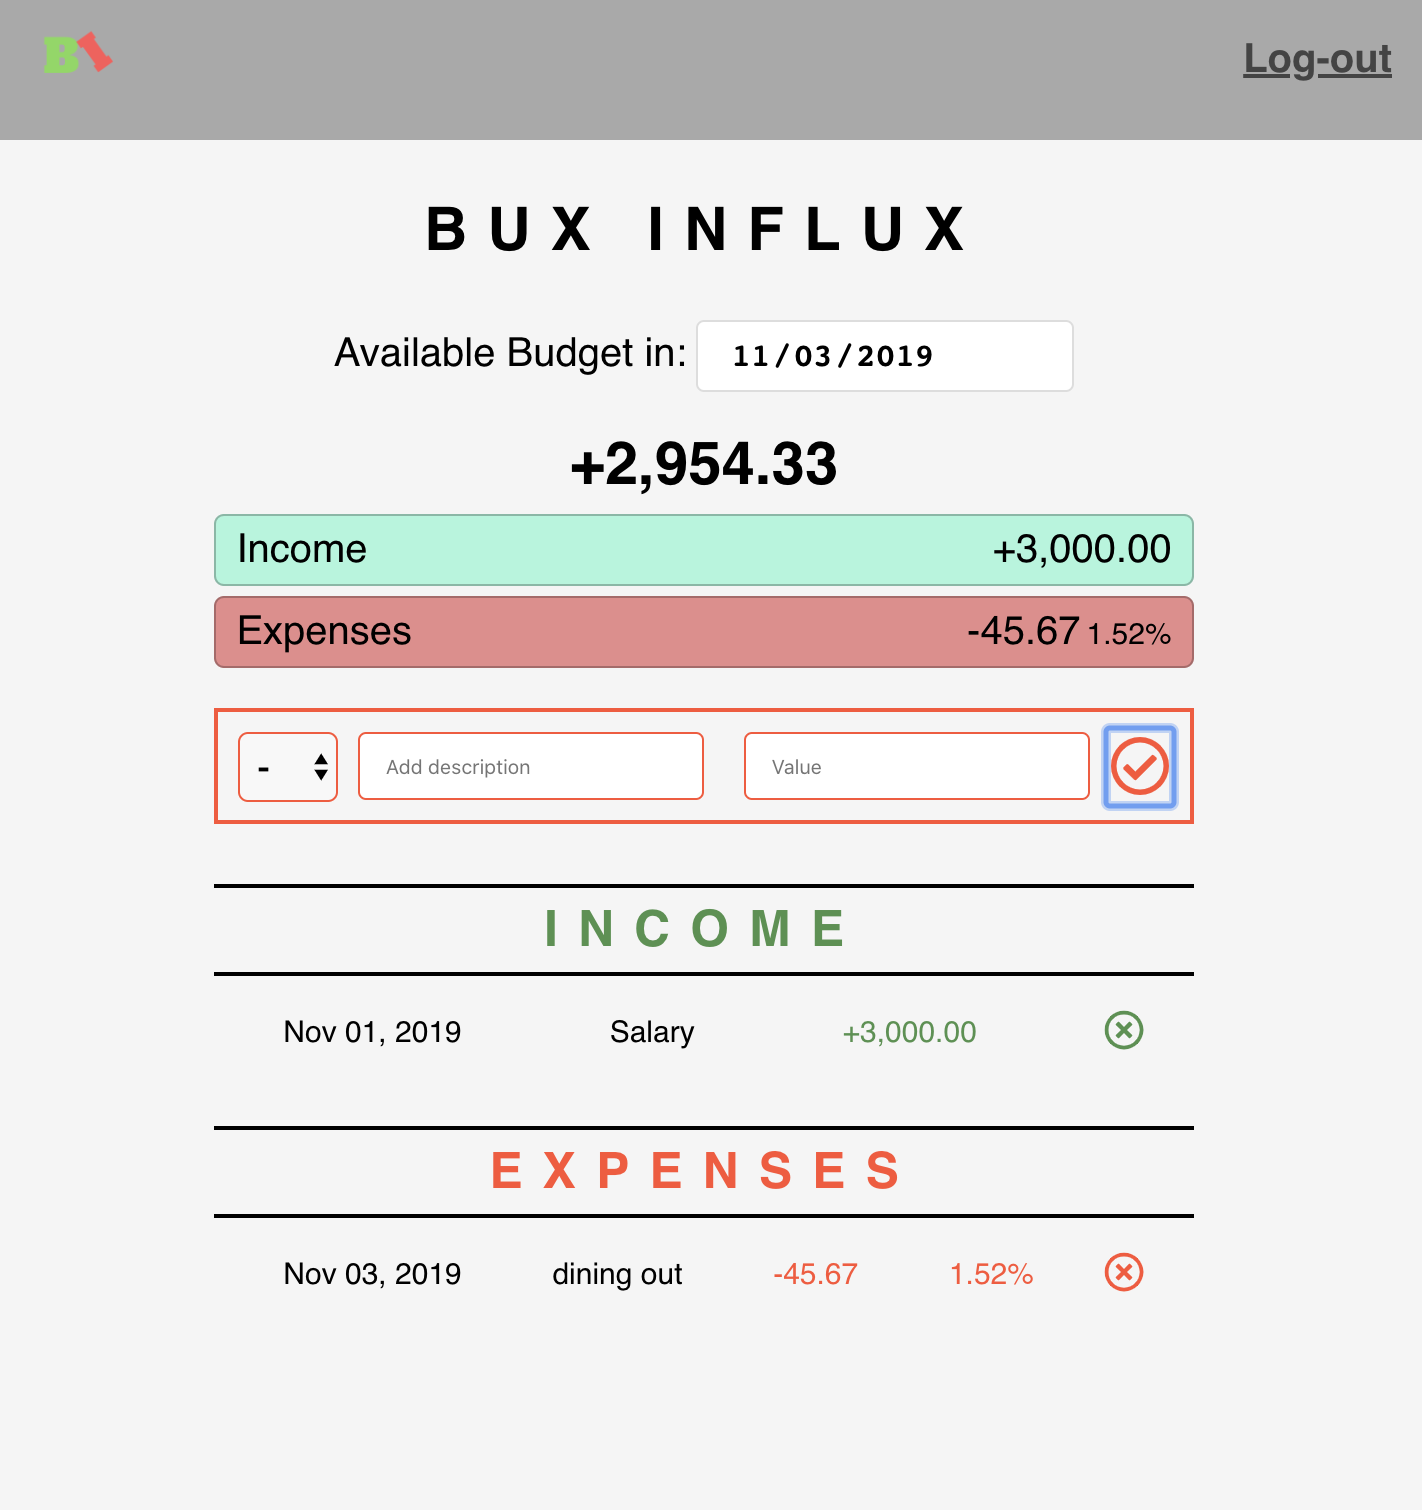 BI
Log-out
BUX INFLUX
Available Budget in: 11/03/2019
+2,954.33
Income +3,000.00
Expenses -45.67 1.52%
- Add description Value
INCOME
Nov 01, 2019 Salary +3,000.00
EXPENSES
Nov 03, 2019 dining out -45.67 1.52%